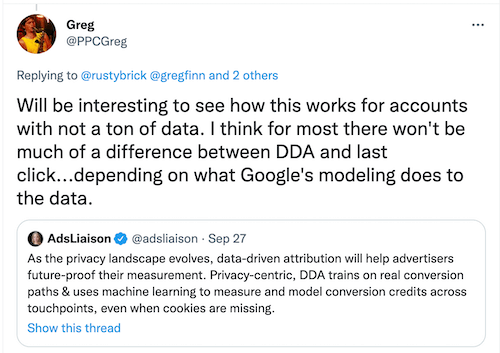 Greg
@PPCGreg
Replying to @rustybrick @gregfinn and 2 others
Will be interesting to see how this works for accounts
with not a ton of data. I think for most there won't be
much of a difference between DDA and last
click...depending on what Google's modeling does to
the data.
AdsLiaison @adsliaison · Sep 27
As the privacy landscape evolves, data-driven attribution will help advertisers
future-proof their measurement. Privacy-centric, DDA trains on real conversion
paths & uses machine learning to measure and model conversion credits across
touchpoints, even when cookies are missing.
Show this thread